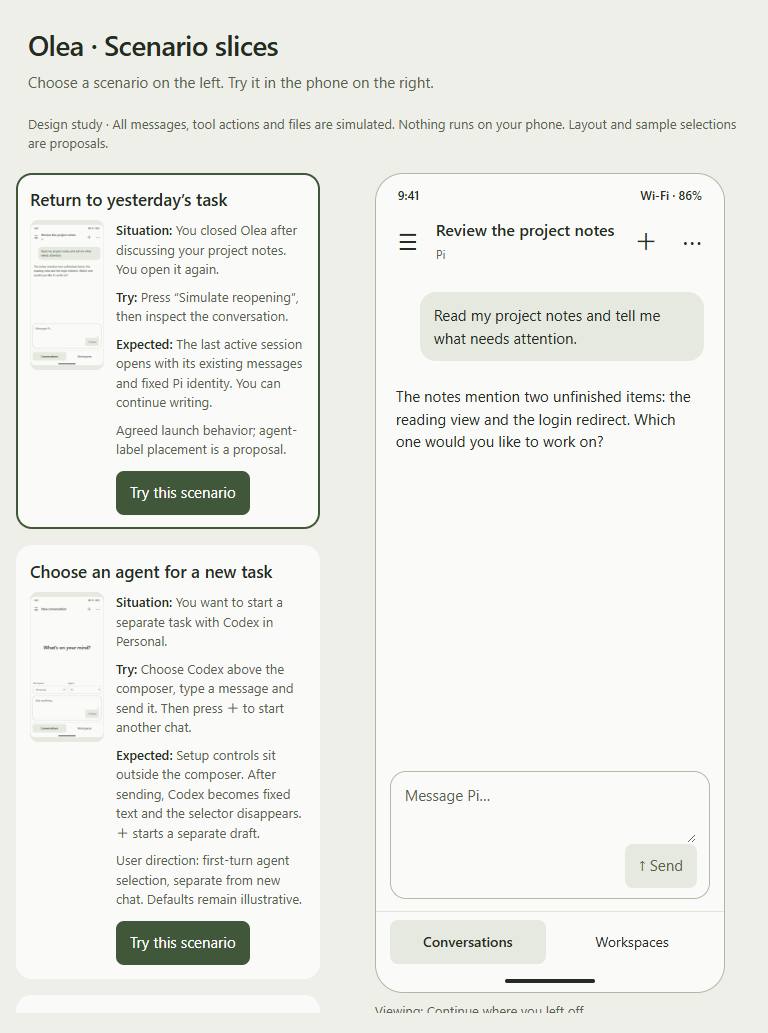 Olea · Scenario slices
Choose a scenario on the left. Try it in the phone on the right.
Design study · All messages, tool actions and files are simulated. Nothing runs on your phone. Layout and sample selections
are proposals.
Return to yesterday’s task
Situation: You closed Olea after
discussing your project notes.
You open it again.
Try: Press “Simulate reopening”,
then inspect the conversation.
Expected: The last active session
opens with its existing messages
and fixed Pi identity. You can
continue writing.
Agreed launch behavior; agent-
label placement is a proposal.
Try this scenario
Choose an agent for a new task
What's on your mind?
Situation: You want to start a
separate task with Codex in
Personal.
Try: Choose Codex above the
composer, type a message and
send it. Then press + to start
another chat.
Expected: Setup controls sit
outside the composer. After
sending, Codex becomes fixed
text and the selector disappears.
+ starts a separate draft.
User direction: first-turn agent
selection, separate from new
chat. Defaults remain illustrative.
Try this scenario
9:41
Wi-Fi · 86%
☰
Review the project notes
+
…
Pi
Read my project notes and tell me
what needs attention.
The notes mention two unfinished items: the
reading view and the login redirect. Which
one would you like to work on?
Message Pi…
↑ Send
Conversations
Workspaces
Viewing: Continue where you left off